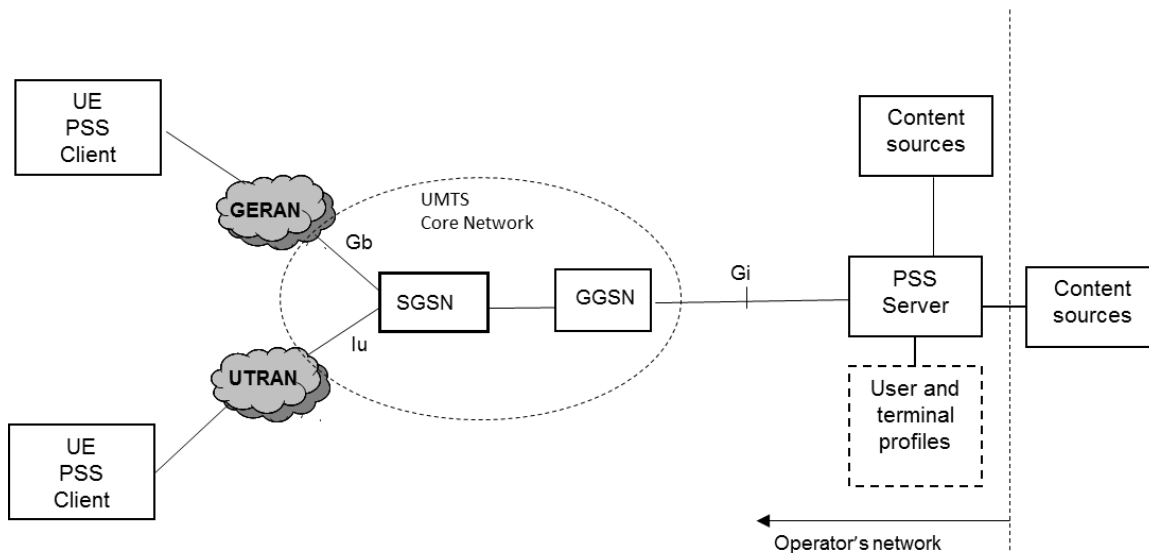 UE
PSS
Client
GERAN
UMTS
Core Network
Gb
SGSN
GGSN
Gi
Iu
UTRAN
UE
PSS
Client
Content
sources
PSS
Server
Content
sources
User and
terminal
profiles
Operator's network